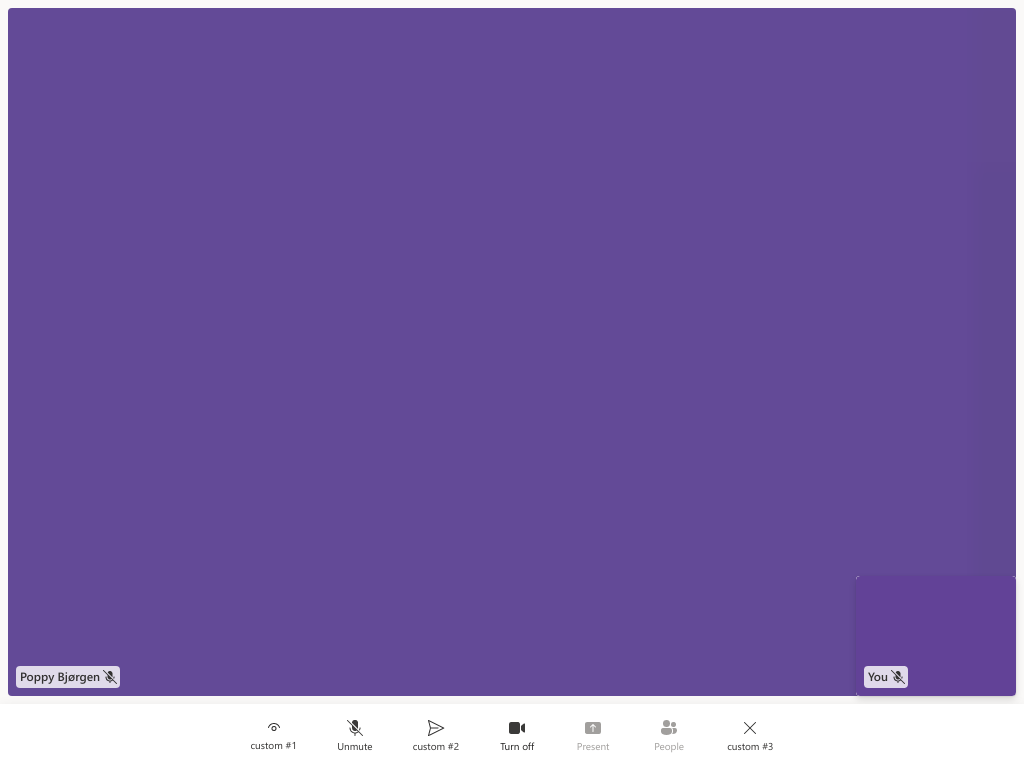 Poppy Bjørgen
You
custom #1
Unmute
custom #2
Turn off
Present
People
custom #3